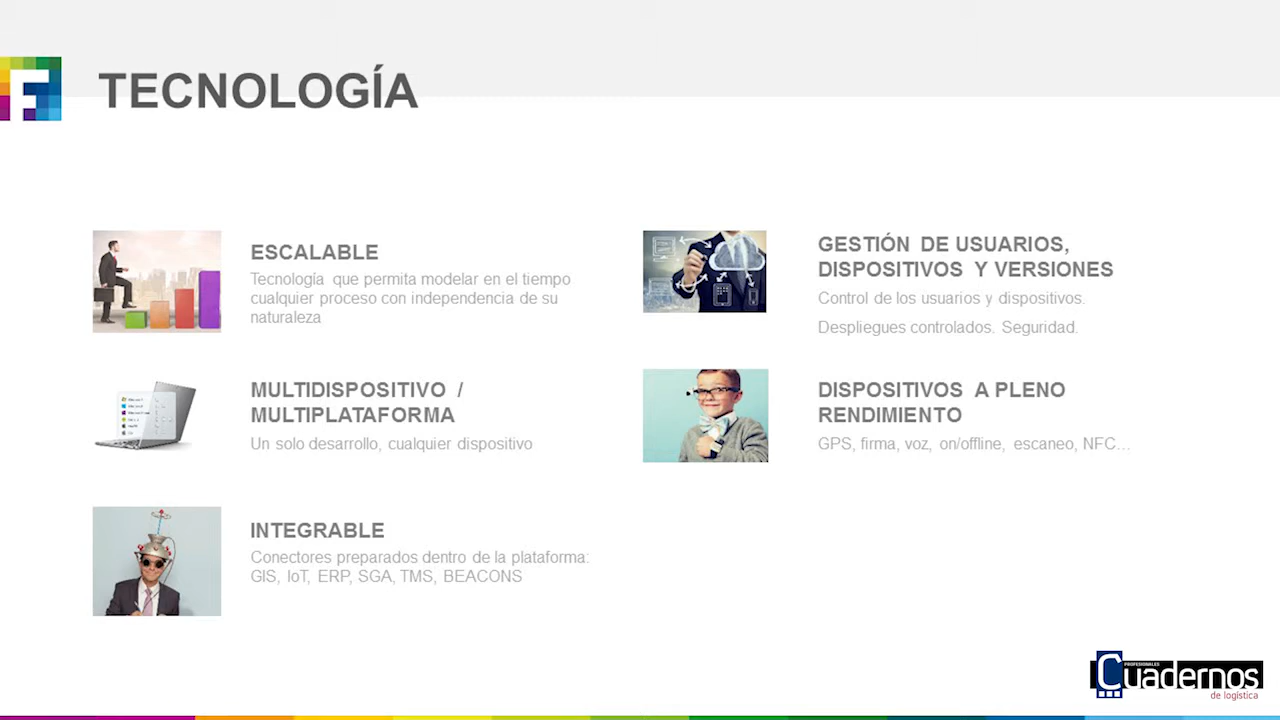 TECNOLOGÍA
ESCALABLE
Tecnología que permita modelar en el tiempo
cualquier proceso con independencia de su
naturaleza
MULTIDISPOSITIVO /
MULTIPLATAFORMA
Un solo desarrollo, cualquier dispositivo
INTEGRABLE
Conectores preparados dentro de la plataforma:
GIS, IoT, ERP, SGA, TMS, BEACONS
GESTIÓN DE USUARIOS,
DISPOSITIVOS Y VERSIONES
Control de los usuarios y dispositivos.
Despliegues controlados. Seguridad.
DISPOSITIVOS A PLENO
RENDIMIENTO
GPS, firma, voz, on/offline, escaneo, NFC...
PROFESIONALES
Cuadernos
de logística